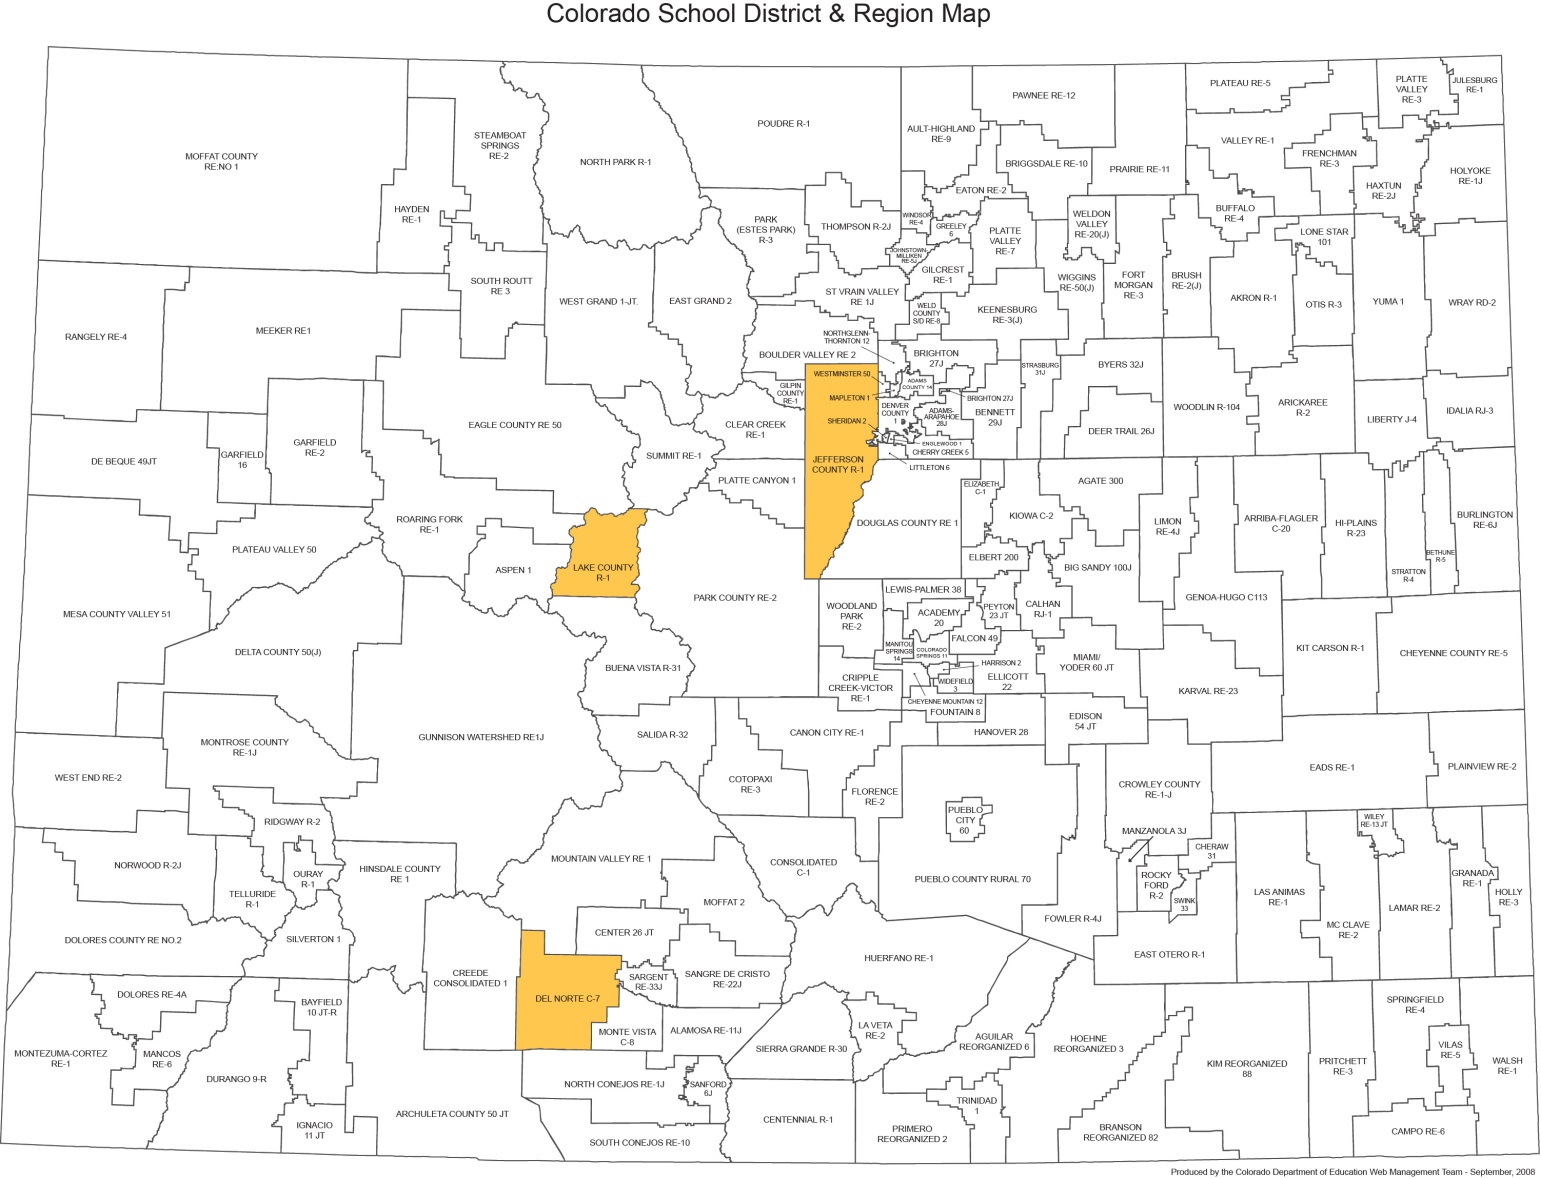 Colorado School District & Region Map
MOFFAT COUNTY
RE:NO 1
HAYDEN
RE-1
STEAMBOAT
SPRINGS
RE-2
NORTH PARK R-1
POUDRE R-1
AULT-HIGHLAND
RE-9
PAWNEE RE-12
BRIGGSDALE RE-10
PRAIRIE RE-11
PLATEAU RE-5
VALLEY RE-1
FRENCHMAN
RE-3
PLATTE
VALLEY
RE-3
JULESBURG
RE-1
HOLYOKE
RE-1J
HAXTUN
RE-2J
BUFFALO
RE-4
LONE STAR
101
EATON RE-2
PARK
(ESTES PARK)
R-3
THOMPSON R-2J
WINDSOR
RE-4
GREELEY
6
PLATTE
VALLEY
RE-7
WELDON
VALLEY
RE-20(J)
JOHNSTOWN-
MILLIKEN
RE-5J
GILCREST
RE-1
WIGGINS
RE-50(J)
FORT
MORGAN
RE-3
BRUSH
RE-2(J)
AKRON R-1
OTIS R-3
YUMA 1
WRAY RD-2
SOUTH ROUTT
RE 3
WEST GRAND 1-JT.
EAST GRAND 2
ST VRAIN VALLEY
RE 1J
WELD
COUNTY
S/D RE-8
KEENESBURG
RE-3(J)
RANGELY RE-4
MEEKER RE1
NORTHGLENN-
THORNTON 12
BOULDER VALLEY RE 2
BRIGHTON
27J
STRASBURG
31J
BYERS 32J
WESTMINSTER 50
ADAMS
COUNTY 14
GILPIN
COUNTY
RE-1
MAPLETON 1
BRIGHTON 27J
DENVER
COUNTY
1
ADAMS-
ARAPAHOE
28J
BENNETT
29J
WOODLIN R-104
ARICKAREE
R-2
LIBERTY J-4
IDALIA RJ-3
EAGLE COUNTY RE 50
CLEAR CREEK
RE-1
SHERIDAN 2
DEER TRAIL 26J
ENGLEWOOD 1
CHERRY CREEK 5
LITTLETON 6
DE BEQUE 49JT
GARFIELD
16
GARFIELD
RE-2
SUMMIT RE-1
JEFFERSON
COUNTY R-1
PLATTE CANYON 1
ELIZABETH
C-1
AGATE 300
ROARING FORK
RE-1
DOUGLAS COUNTY RE 1
KIOWA C-2
LIMON
RE-4J
ARRIBA-FLAGLER
C-20
HI-PLAINS
R-23
BURLINGTON
RE-6J
PLATEAU VALLEY 50
ASPEN 1
LAKE COUNTY
R-1
ELBERT 200
BIG SANDY 100J
STRATTON
R-4
BETHUNE
R-5
MESA COUNTY VALLEY 51
PARK COUNTY RE-2
LEWIS-PALMER 38
WOODLAND
PARK
RE-2
ACADEMY
20
PEYTON
23 JT
CALHAN
RJ-1
GENOA-HUGO C113
DELTA COUNTY 50(J)
BUENA VISTA R-31
MANITOU
SPRINGS
14
COLORADO
SPRINGS 11
FALCON 49
HARRISON 2
MIAMI/
YODER 60 JT
KIT CARSON R-1
CHEYENNE COUNTY RE-5
CRIPPLE
CREEK-VICTOR
RE-1
WIDEFIELD
3
ELLICOTT
22
KARVAL RE-23
CHEYENNE MOUNTAIN 12
FOUNTAIN 8
EDISON
54 JT
MONTROSE COUNTY
RE-1J
GUNNISON WATERSHED RE1J
SALIDA R-32
CANON CITY RE-1
HANOVER 28
WEST END RE-2
COTOPAXI
RE-3
FLORENCE
RE-2
CROWLEY COUNTY
RE-1-J
EADS RE-1
PLAINVIEW RE-2
RIDGWAY R-2
PUEBLO
CITY
60
MANZANOLA 3J
WILEY
RE-13 JT
NORWOOD R-2J
OURAY
R-1
TELLURIDE
R-1
HINSDALE COUNTY
RE 1
MOUNTAIN VALLEY RE 1
CONSOLIDATED
C-1
PUEBLO COUNTY RURAL 70
CHERAW
31
ROCKY
FORD
R-2
SWINK
33
LAS ANIMAS
RE-1
GRANADA
RE-1
HOLLY
RE-3
MOFFAT 2
FOWLER R-4J
MC CLAVE
RE-2
LAMAR RE-2
DOLORES COUNTY RE NO.2
SILVERTON 1
CENTER 26 JT
EAST OTERO R-1
CREEDE
CONSOLIDATED 1
DEL NORTE C-7
SARGENT
RE-33J
SANGRE DE CRISTO
RE-22J
HUERFANO RE-1
DOLORES RE-4A
BAYFIELD
10 JT-R
MONTE VISTA
C-8
ALAMOSA RE-11J
LA VETA
RE-2
SIERRA GRANDE R-30
AGUILAR
REORGANIZED 6
HOEHNE
REORGANIZED 3
SPRINGFIELD
RE-4
MONTEZUMA-CORTEZ
RE-1
MANCOS
RE-6
DURANGO 9-R
KIM REORGANIZED
88
PRITCHETT
RE-3
VILAS
RE-5
WALSH
RE-1
NORTH CONEJOS RE-1J
SANFORD
6J
ARCHULETA COUNTY 50 JT
IGNACIO
11 JT
CENTENNIAL R-1
TRINIDAD
1
PRIMERO
REORGANIZED 2
BRANSON
REORGANIZED 82
CAMPO RE-6
SOUTH CONEJOS RE-10
Produced by the Colorado Department of Education Web Management Team - September, 2008